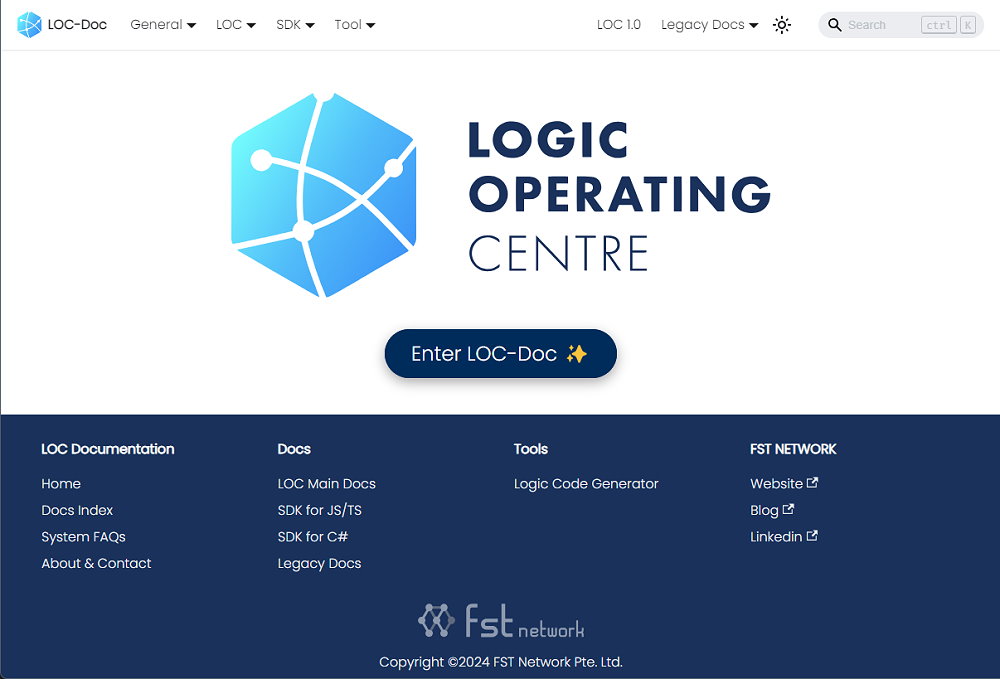 LOC-Doc General LOC SDK Tool LOC 1.0 Legacy Docs Search ctrl K
LOGIC
OPERATING
CENTRE
Enter LOC-Doc ✨
LOC Documentation
Home
Docs Index
System FAQs
About & Contact
Docs
LOC Main Docs
SDK for JS/TS
SDK for C#
Legacy Docs
Tools
Logic Code Generator
FST NETWORK
Website
Blog
Linkedin
fst network
Copyright ©2024 FST Network Pte. Ltd.